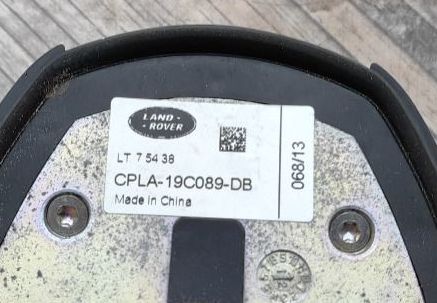 LAND-
-ROVER
LT 7 54 38
CPLA-19C089-DB
Made in China
068/13